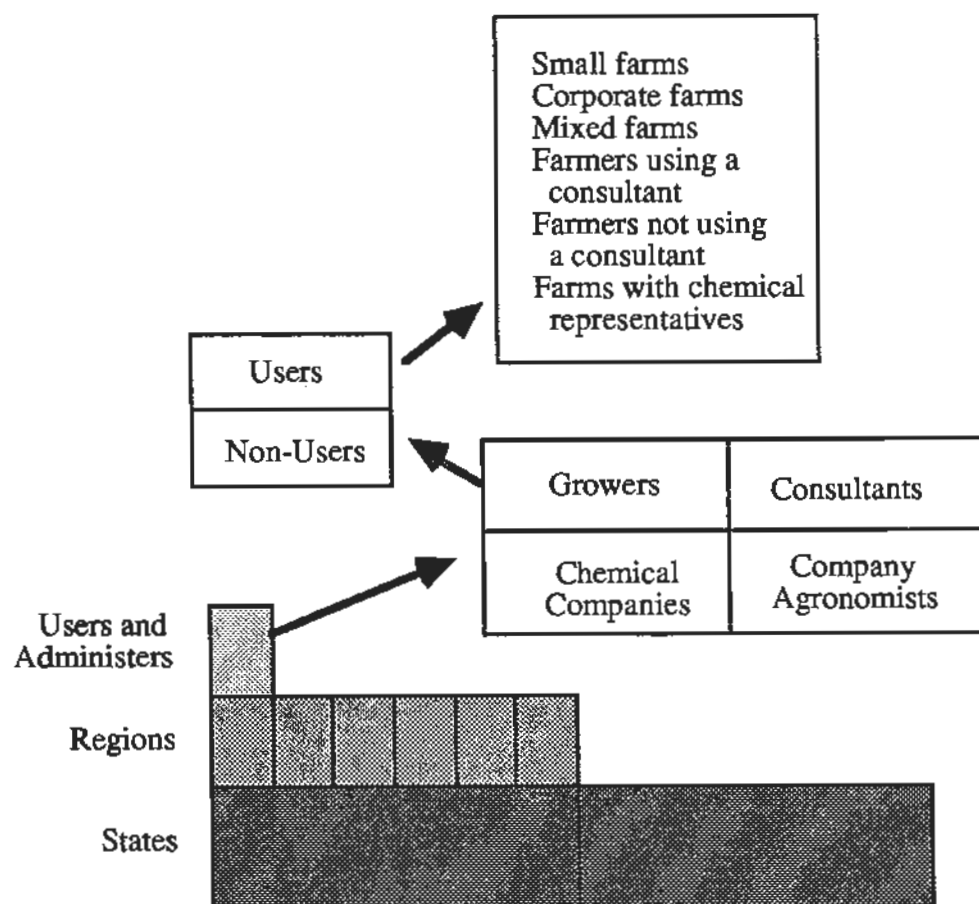 Small farms
Corporate farms
Mixed farms
Farmers using a
consultant
Farmers not using
a consultant
Farms with chemical
representatives
Users
Non-Users
Growers
Consultants
Chemical
Companies
Company
Agronomists
Users and
Administers
Regions
States